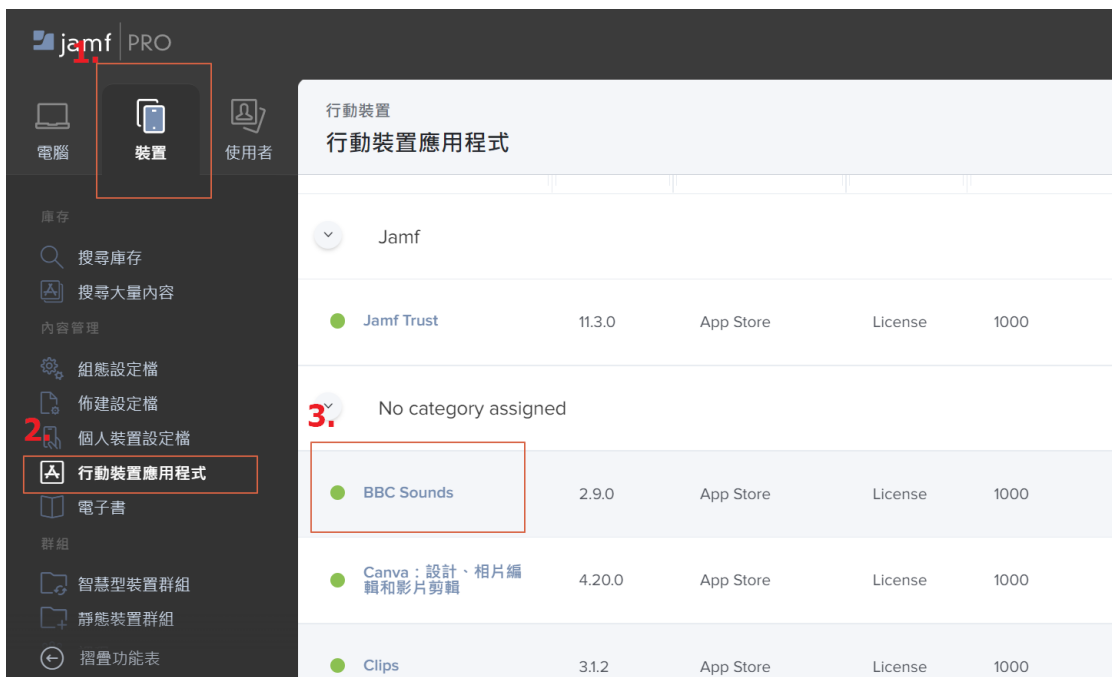 jamf PRO
1.
電腦
裝置
使用者
行動裝置
行動裝置應用程式
庫存
搜尋庫存
搜尋大量內容
內容管理
組態設定檔
佈建設定檔
2.
個人裝置設定檔
行動裝置應用程式
電子書
群組
智慧型裝置群組
靜態裝置群組
摺疊功能表
Jamf
Jamf Trust 11.3.0 App Store License 1000
3.
No category assigned
BBC Sounds 2.9.0 App Store License 1000
Canva：設計、相片編
輯和影片剪輯 4.20.0 App Store License 1000
Clips 3.1.2 App Store License 1000